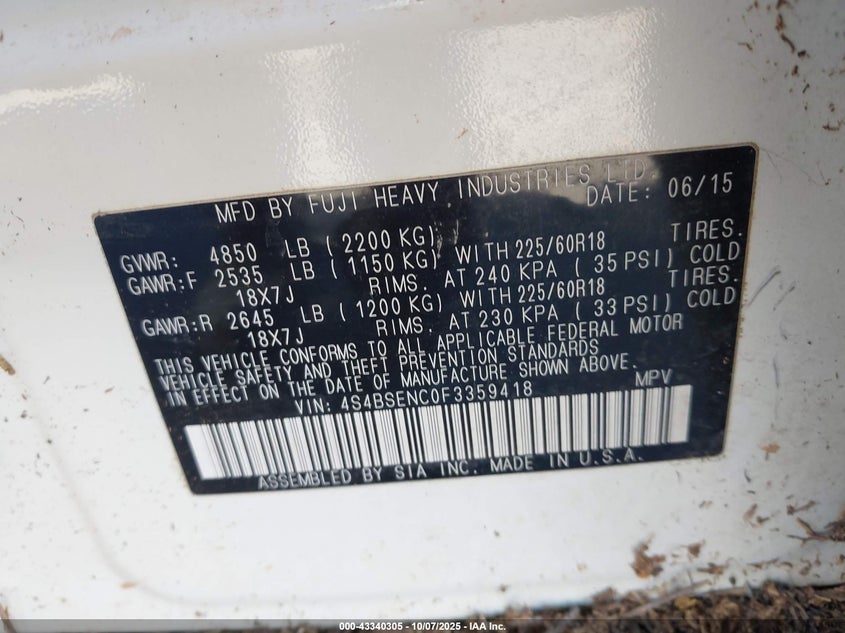 MFD BY FUJI HEAVY INDUSTRIES LTD.
DATE: 06/15
GVWR: 4850 LB ( 2200 KG)
GAWR:F 2535 LB ( 1150 KG) WITH 225/60R18 TIRES.
18X7J RIMS. AT 240 KPA ( 35 PSI) COLD
GAWR:R 2645 LB ( 1200 KG) WITH 225/60R18 TIRES.
18X7J RIMS. AT 230 KPA ( 33 PSI) COLD
THIS VEHICLE CONFORMS TO ALL APPLICABLE FEDERAL MOTOR
VEHICLE SAFETY AND THEFT PREVENTION STANDARDS
IN EFFECT ON THE DATE OF MANUFACTURE SHOWN ABOVE.
VIN: 4S4BSENC0F3359418 MPV
ASSEMBLED BY SIA INC. MADE IN U.S.A.
000-43340305 - 10/07/2025 - IAA Inc.